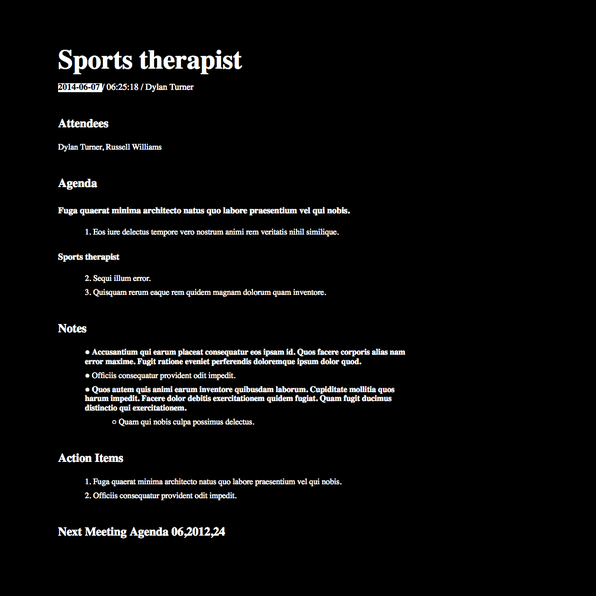 Sports therapist
2014-06-07 / 06:25:18 / Dylan Turner
Attendees
Dylan Turner, Russell Williams
Agenda
Fuga quaerat minima architecto natus quo labore praesentium vel qui nobis.
1. Eos iure delectus tempore vero nostrum animi rem veritatis nihil similique.
Sports therapist
2. Sequi illum error.
3. Quisquam rerum eaque rem quidem magnam dolorum quam inventore.
Notes
● Accusantium qui earum placeat consequatur eos ipsam id. Quos facere corporis alias nam
error maxime. Fugit ratione eveniet perferendis doloremque ipsum dolor quod.
● Officiis consequatur provident odit impedit.
● Quos autem quis animi earum inventore quibusdam laborum. Cupiditate mollitia quos
harum impedit. Facere dolor debitis exercitationem quidem fugiat. Quam fugit ducimus
distinctio qui exercitationem.
○ Quam qui nobis culpa possimus delectus.
Action Items
1. Fuga quaerat minima architecto natus quo labore praesentium vel qui nobis.
2. Officiis consequatur provident odit impedit.
Next Meeting Agenda 06,2012,24